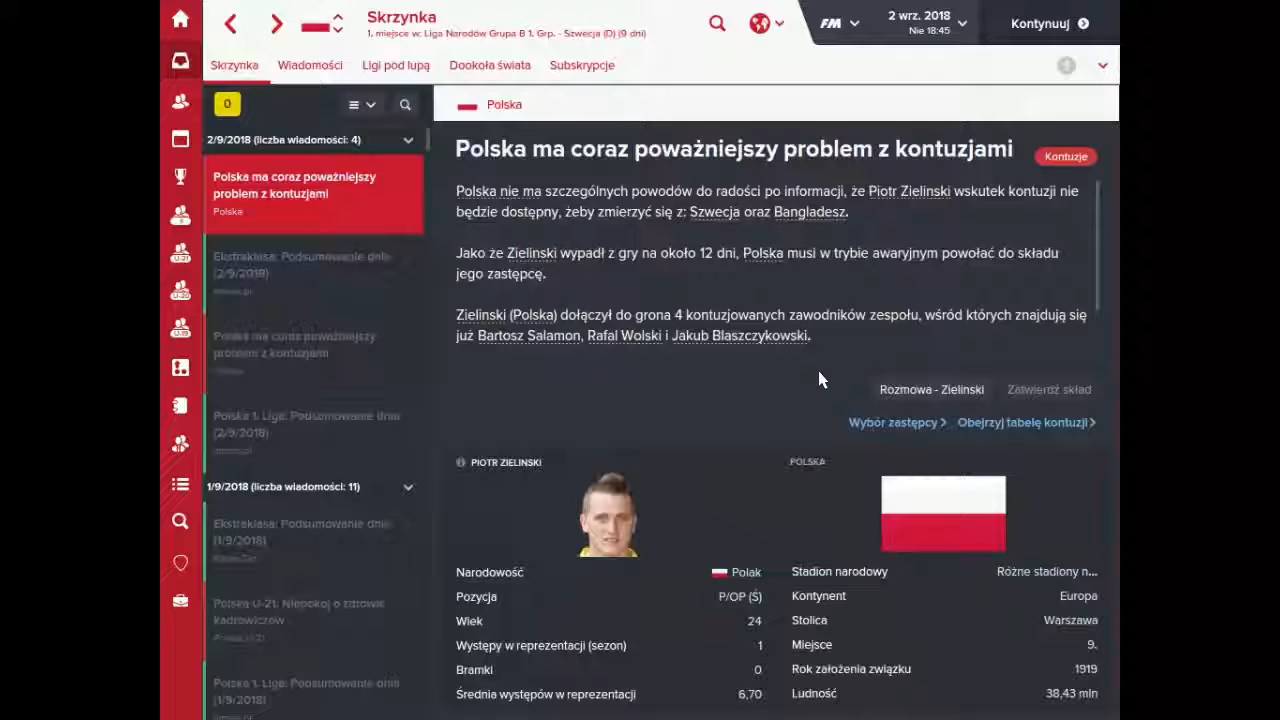 Skrzynka
1. miejsce w: Liga Narodów Grupa B 1. Grp. - Szwecja (D) (9 dni)
FM
2 wrz. 2018
Nie 18:45
Kontynuuj
Skrzynka Wiadomości Ligi pod lupą Dookoła świata Subskrypcje
0
Polska
2/9/2018 (liczba wiadomości: 4)
Polska ma coraz poważniejszy
problem z kontuzjami
Polska
Ekstraklasa: Podsumowanie dnia
(2/9/2018)
Polska ma coraz poważniejszy
problem z kontuzjami
Polska 1. Liga: Podsumowanie dnia
(2/9/2018)
1/9/2018 (liczba wiadomości: 11)
Ekstraklasa: Podsumowanie dnia
(1/9/2018)
Polska U-21: Niepokój o zdrowie
kadrowiczów
Polska U-21
Polska 1. Liga: Podsumowanie dnia
(1/9/2018)
U-21
U-20
U-19
Polska ma coraz poważniejszy problem z kontuzjami
Kontuzje
Polska nie ma szczególnych powodów do radości po informacji, że Piotr Zielinski wskutek kontuzji nie
będzie dostępny, żeby zmierzyć się z: Szwecja oraz Bangladesz.
Jako że Zielinski wypadł z gry na około 12 dni, Polska musi w trybie awaryjnym powołać do składu
jego zastępcę.
Zielinski (Polska) dołączył do grona 4 kontuzjowanych zawodników zespołu, wśród których znajdują się
już Bartosz Salamon, Rafal Wolski i Jakub Blaszczykowski.
Rozmowa - Zielinski Zatwierdź skład
Wybór zastępcy Obejrzyj tabelę kontuzji
PIOTR ZIELINSKI
POLSKA
Narodowość Polak
Stadion narodowy Różne stadiony n...
Pozycja P/OP (Ś)
Kontynent Europa
Wiek 24
Stolica Warszawa
Występy w reprezentacji (sezon) 1
Miejsce 9.
Bramki 0
Rok założenia związku 1919
Średnia występów w reprezentacji 6,70
Ludność 38,43 mln